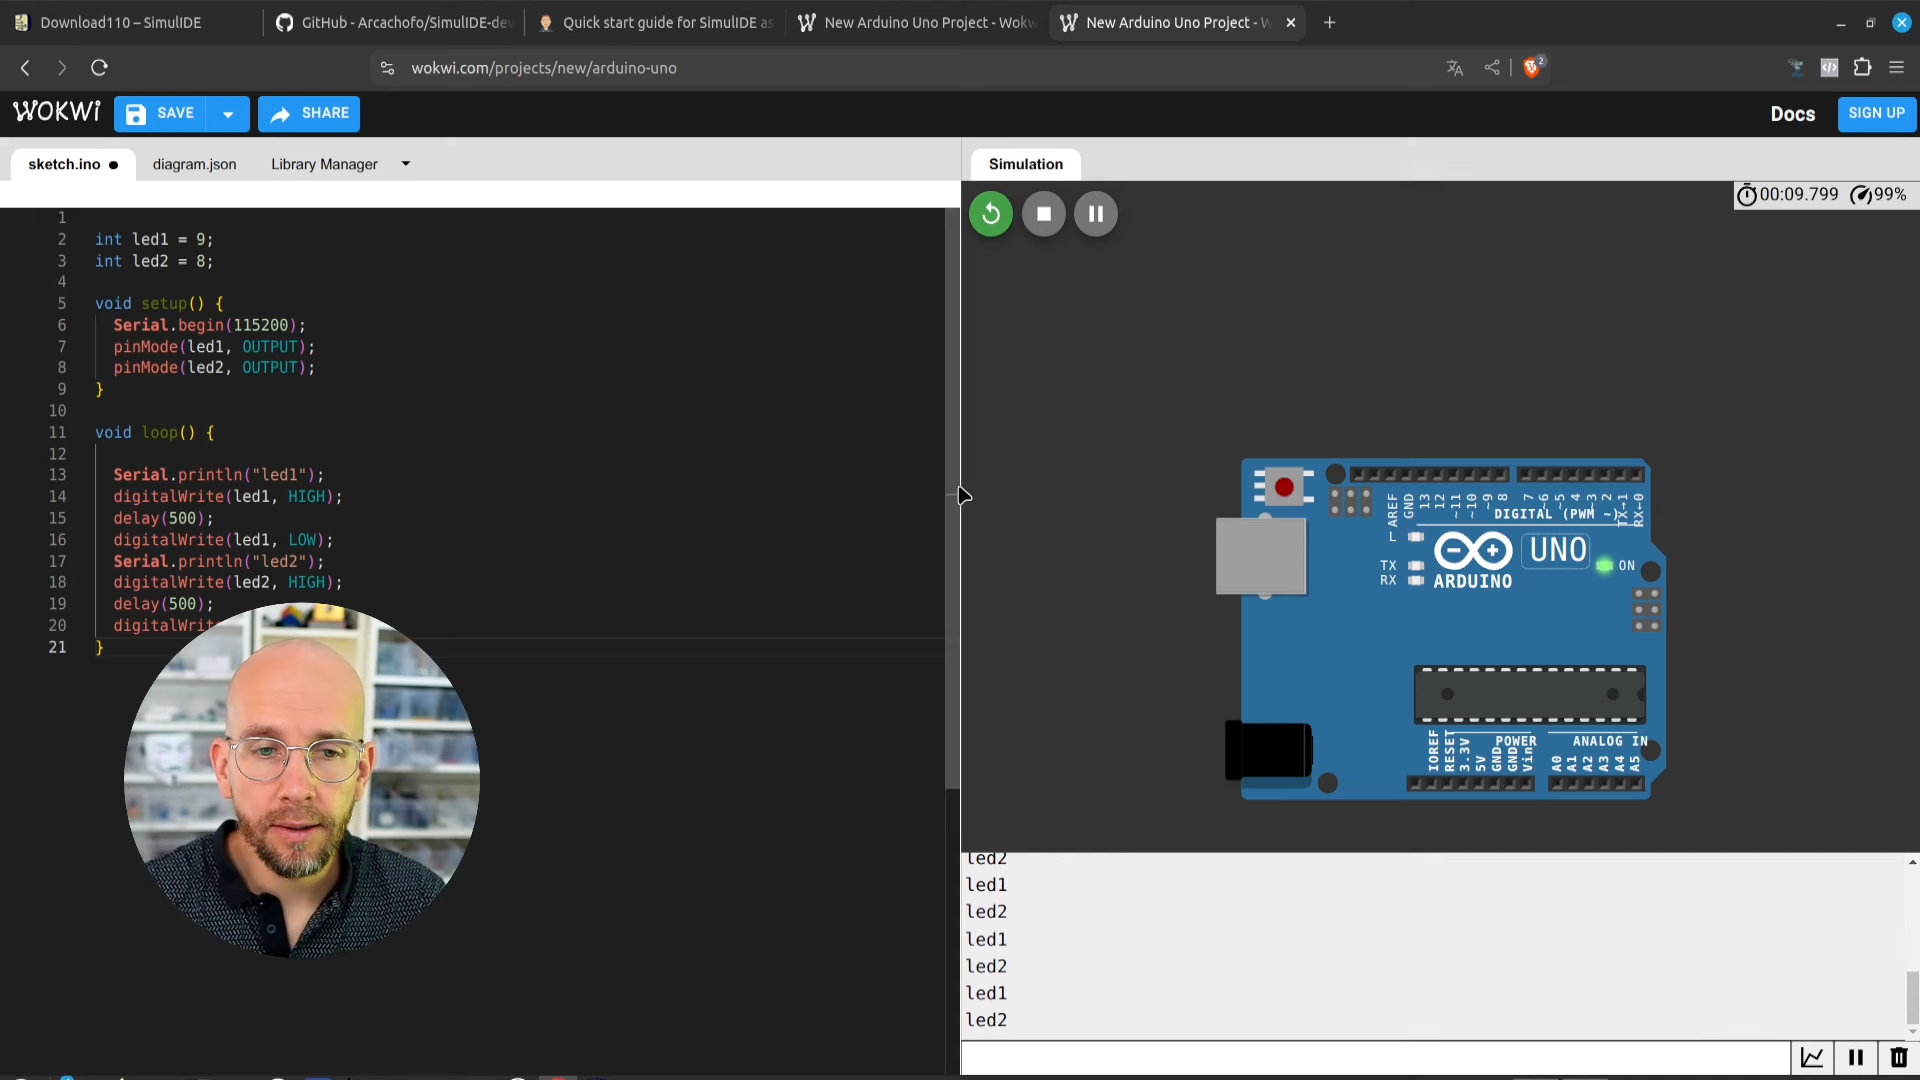 Download110 – SimulIDE
GitHub - Arcachofo/SimulIDE-dev
Quick start guide for SimulIDE as
New Arduino Uno Project - Wokw
New Arduino Uno Project - W
wokwi.com/projects/new/arduino-uno
2
WOKWi
SAVE
SHARE
Docs
SIGN UP
sketch.ino
diagram.json
Library Manager
Simulation
00:09.799
99%
1
2 int led1 = 9;
3 int led2 = 8;
4
5 void setup() {
6 Serial.begin(115200);
7 pinMode(led1, OUTPUT);
8 pinMode(led2, OUTPUT);
9 }
10
11 void loop() {
12
13 Serial.println("led1");
14 digitalWrite(led1, HIGH);
15 delay(500);
16 digitalWrite(led1, LOW);
17 Serial.println("led2");
18 digitalWrite(led2, HIGH);
19 delay(500);
20 digitalWrit
21 }
AREF
GND
13
12
~11
~10
~9
8
7
~6
~5
4
~3
2
TX→1
RX←0
DIGITAL (PWM ~)
L
TX
RX
ARDUINO
UNO
ON
IOREF
RESET
3.3V
5V
GND
GND
Vin
POWER
ANALOG IN
A0
A1
A2
A3
A4
A5
led2
led1
led2
led1
led2
led1
led2